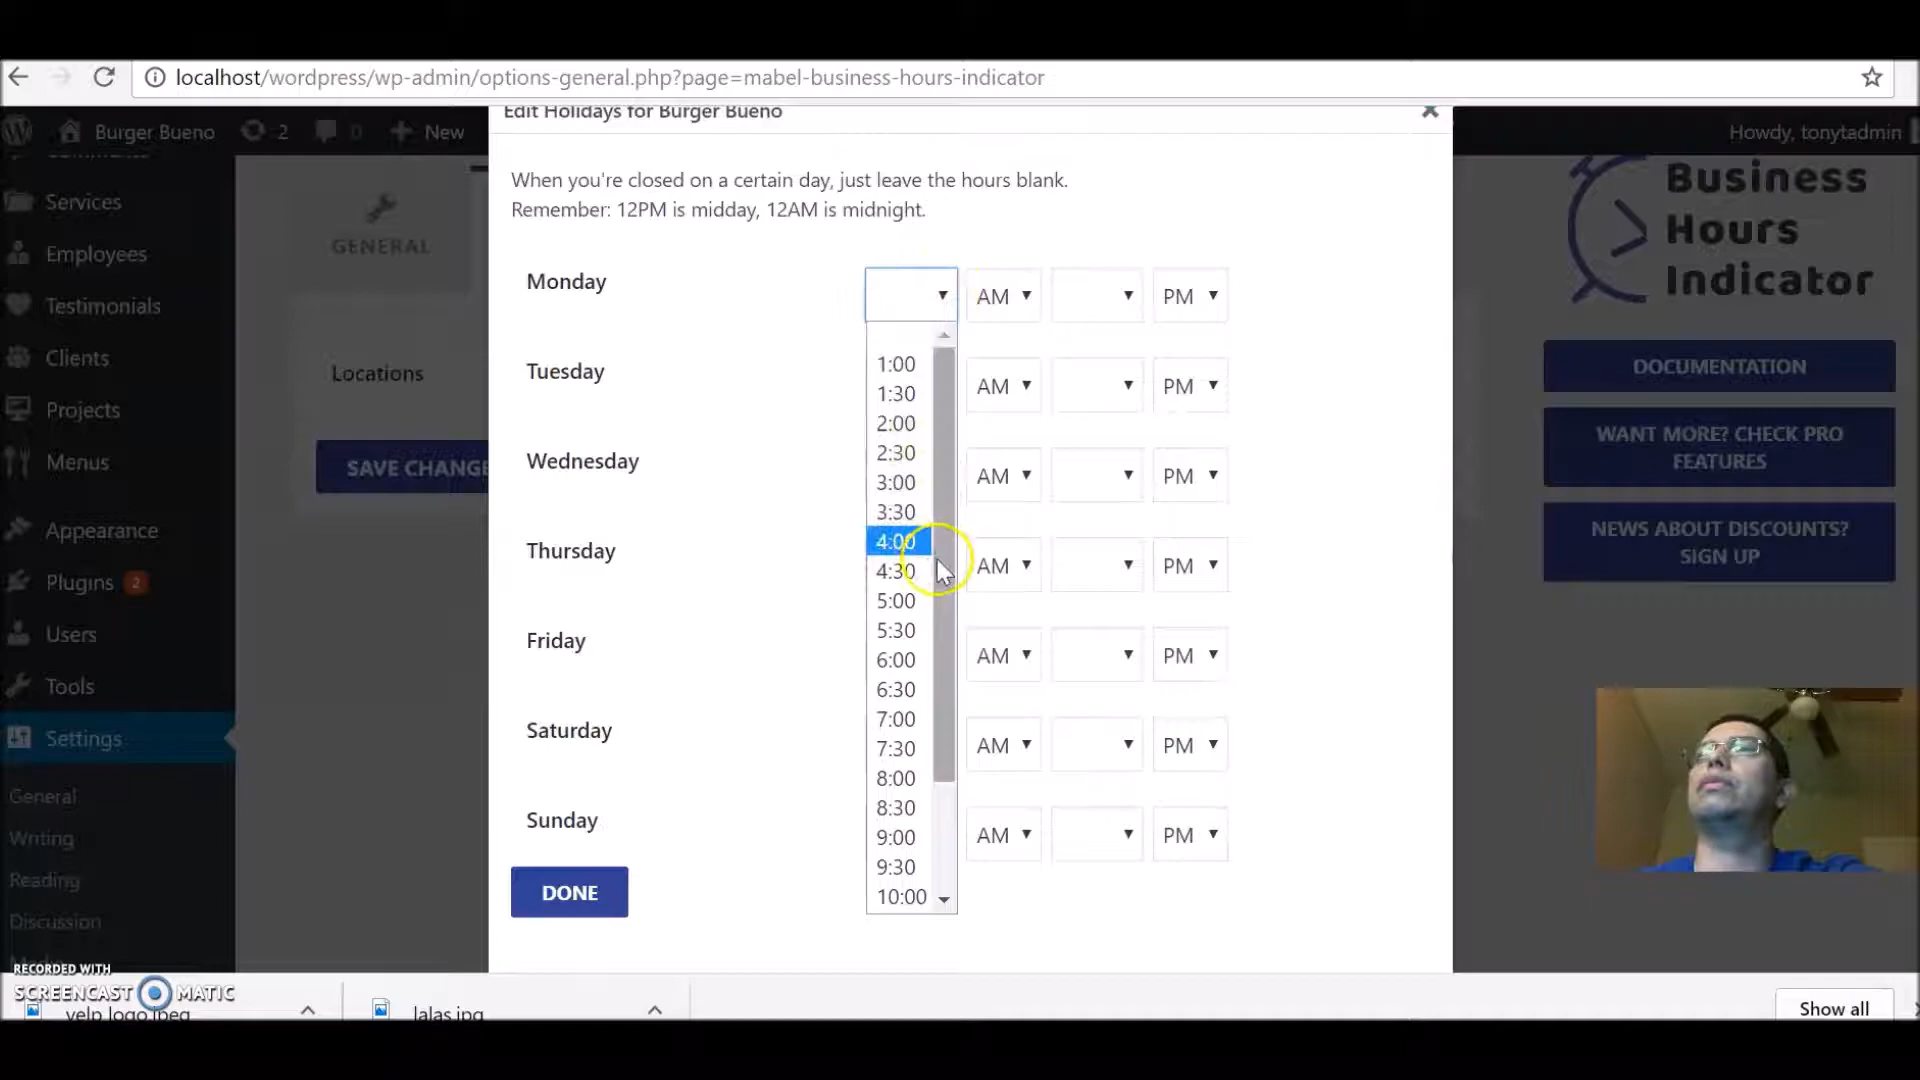 localhost/wordpress/wp-admin/options-general.php?page=mabel-business-hours-indicator
Burger Bueno
2
0
New
Edit Holidays for Burger Bueno
Howdy, tonytadmin
Services
Employees
Testimonials
Clients
Projects
Menus
Appearance
Plugins 2
Users
Tools
Settings
General
Writing
Reading
Discussion
GENERAL
Locations
SAVE CHANGE
When you're closed on a certain day, just leave the hours blank.
Remember: 12PM is midday, 12AM is midnight.
Monday AM PM
Tuesday AM PM
Wednesday AM PM
Thursday AM PM
Friday AM PM
Saturday AM PM
Sunday AM PM
1:00
1:30
2:00
2:30
3:00
3:30
4:00
4:30
5:00
5:30
6:00
6:30
7:00
7:30
8:00
8:30
9:00
9:30
10:00
DONE
Business
Hours
Indicator
DOCUMENTATION
WANT MORE? CHECK PRO
FEATURES
NEWS ABOUT DISCOUNTS?
SIGN UP
RECORDED WITH
SCREENCAST MATIC
yelp logo.jpeg
lalas.jpg
Show all